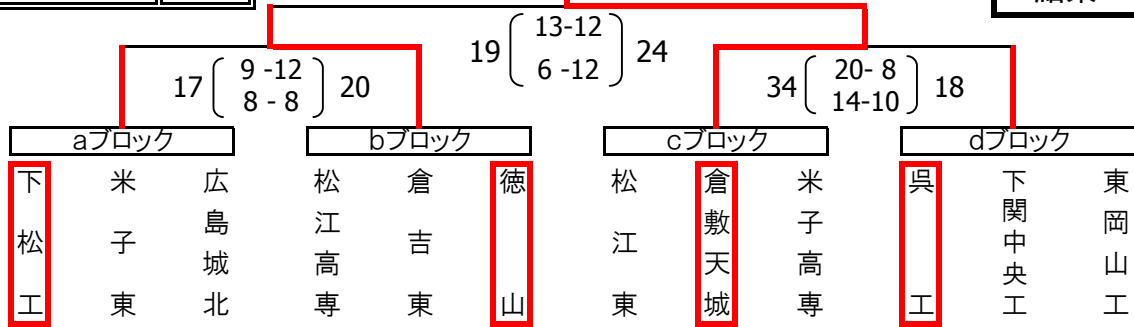 13-12
19 24
6 -12
9 -12
17 20
8 - 8
20- 8
34 18
14-10
aブロック bブロック cブロック dブロック
下松工
米子東
広島城北
松江高専
倉吉東
徳山
松江東
倉敷天城
米子高専
呉工
下関中央工
東岡山工